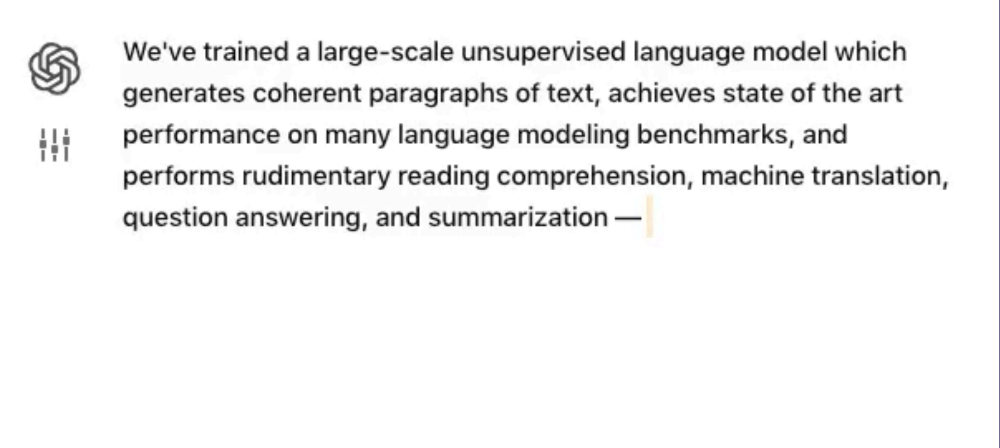 We've trained a large-scale unsupervised language model which
generates coherent paragraphs of text, achieves state of the art
performance on many language modeling benchmarks, and
performs rudimentary reading comprehension, machine translation,
question answering, and summarization —